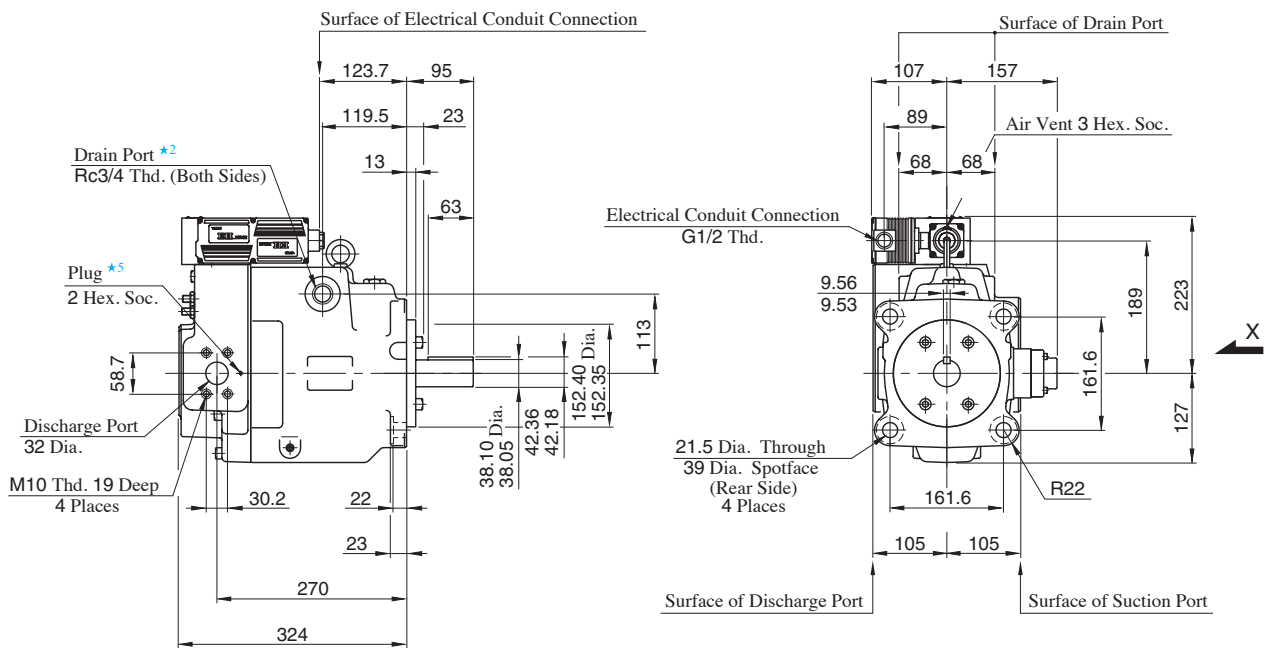 Surface of Electrical Conduit Connection
123.7
95
119.5
23
Drain Port ★2
Rc3/4 Thd. (Both Sides)
13
63
Plug ★5
2 Hex. Soc.
58.7
113
Discharge Port
32 Dia.
M10 Thd. 19 Deep
4 Places
30.2
22
23
270
324
38.10 Dia.
38.05
42.36
42.18
152.40 Dia.
152.35
Surface of Drain Port
107
157
89
Air Vent 3 Hex. Soc.
68
68
Electrical Conduit Connection
G1/2 Thd.
9.56
9.53
189
223
X
161.6
127
21.5 Dia. Through
39 Dia. Spotface
(Rear Side)
4 Places
R22
161.6
105
105
Surface of Discharge Port
Surface of Suction Port